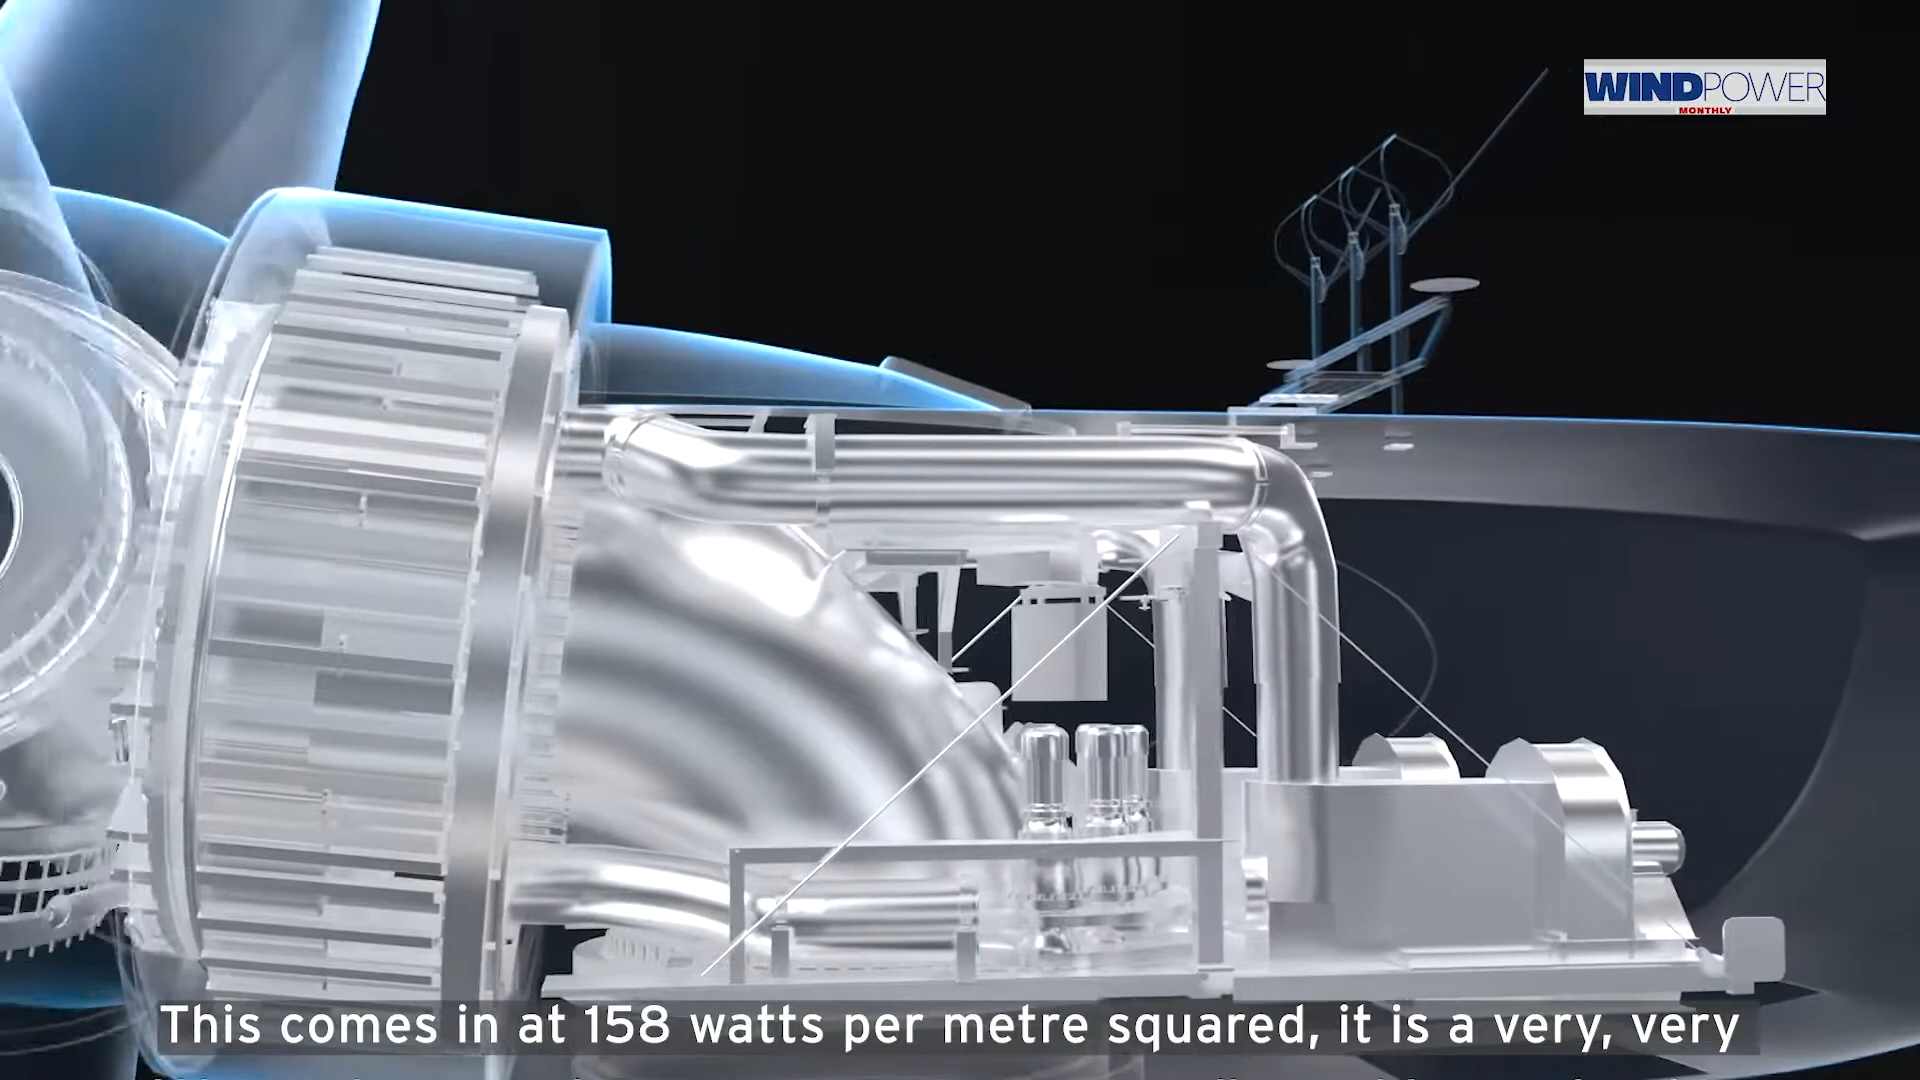 WINDPOWER
MONTHLY
This comes in at 158 watts per metre squared, it is a very, very